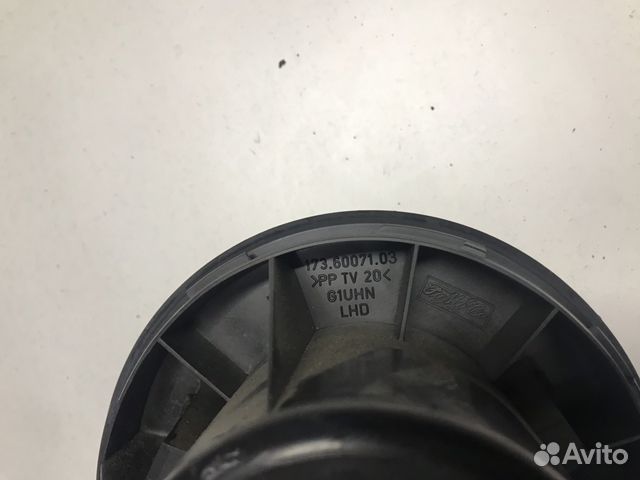 173.60071.03
>PP TV 20<
G1UHN
LHD
Avito